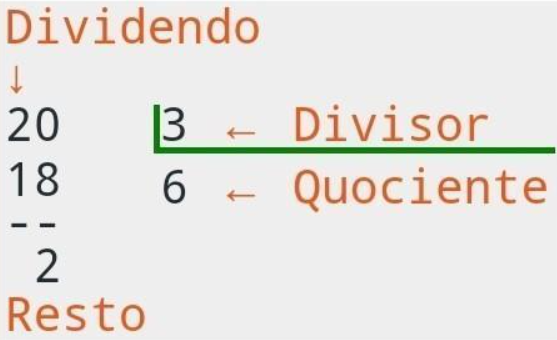 Dividendo
↓
20 3 ← Divisor
18 6 ← Quociente
--
2
Resto